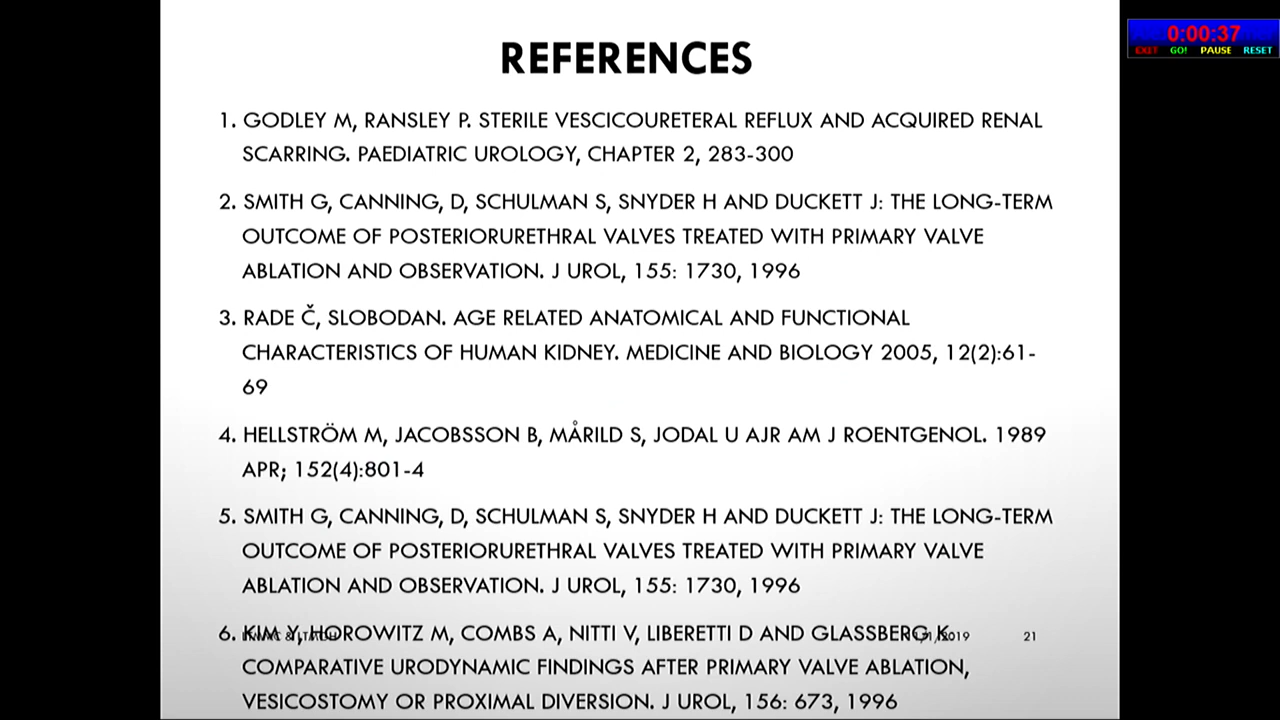 0:00:37
EXIT GO! PAUSE RESET
REFERENCES
1. GODLEY M, RANSLEY P. STERILE VESCICOURETERAL REFLUX AND ACQUIRED RENAL
SCARRING. PAEDIATRIC UROLOGY, CHAPTER 2, 283-300
2. SMITH G, CANNING, D, SCHULMAN S, SNYDER H AND DUCKETT J: THE LONG-TERM
OUTCOME OF POSTERIORURETHRAL VALVES TREATED WITH PRIMARY VALVE
ABLATION AND OBSERVATION. J UROL, 155: 1730, 1996
3. RADE Č, SLOBODAN. AGE RELATED ANATOMICAL AND FUNCTIONAL
CHARACTERISTICS OF HUMAN KIDNEY. MEDICINE AND BIOLOGY 2005, 12(2):61-
69
4. HELLSTRÖM M, JACOBSSON B, MÅRILD S, JODAL U AJR AM J ROENTGENOL. 1989
APR; 152(4):801-4
5. SMITH G, CANNING, D, SCHULMAN S, SNYDER H AND DUCKETT J: THE LONG-TERM
OUTCOME OF POSTERIORURETHRAL VALVES TREATED WITH PRIMARY VALVE
ABLATION AND OBSERVATION. J UROL, 155: 1730, 1996
6. KIM Y, HOROWITZ M, COMBS A, NITTI V, LIBERETTI D AND GLASSBERG K.
21
COMPARATIVE URODYNAMIC FINDINGS AFTER PRIMARY VALVE ABLATION,
VESICOSTOMY OR PROXIMAL DIVERSION. J UROL, 156: 673, 1996